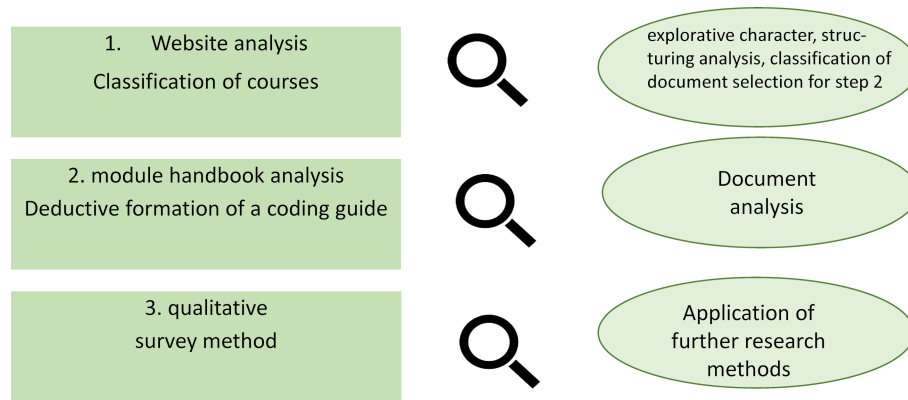 1. Website analysis
Classification of courses
explorative character, struc-
turing analysis, classification of
document selection for step 2
2. module handbook analysis
Deductive formation of a coding guide
Document
analysis
3. qualitative
survey method
Application of
further research
methods